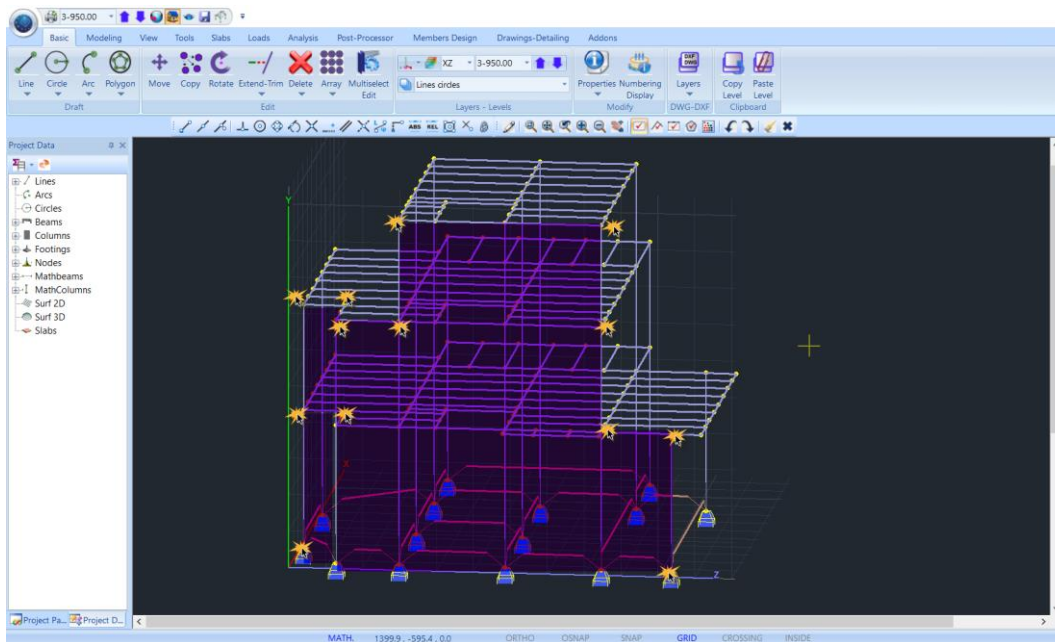 3-950.00
Basic Modeling View Tools Slabs Loads Analysis Post-Processor Members Design Drawings-Detailing Addons
XZ 3-950.00
Lines circles
Line Circle Arc Polygon Move Copy Rotate Extend-Trim Delete Array Multiselect Edit Properties Numbering Display Layers Copy Level Paste Level
DXF DWG
Draft Edit Layers - Levels Modify DWG-DXF Clipboard
ABS REL
Project Data
Lines
Arcs
Circles
Beams
Columns
Footings
Nodes
Mathbeams
MathColumns
Surf 2D
Surf 3D
Slabs
Y
X
Z
Project Pa... Project D...
MATH. 1399.9 , -595.4 , 0.0 ORTHO OSNAP SNAP GRID CROSSING INSIDE